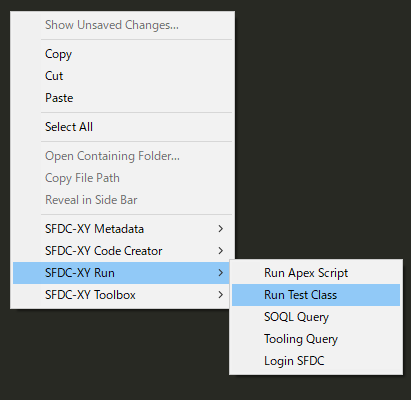 Show Unsaved Changes...
Copy
Cut
Paste
Select All
Open Containing Folder...
Copy File Path
Reveal in Side Bar
SFDC-XY Metadata
SFDC-XY Code Creator
SFDC-XY Run
SFDC-XY Toolbox
Run Apex Script
Run Test Class
SOQL Query
Tooling Query
Login SFDC